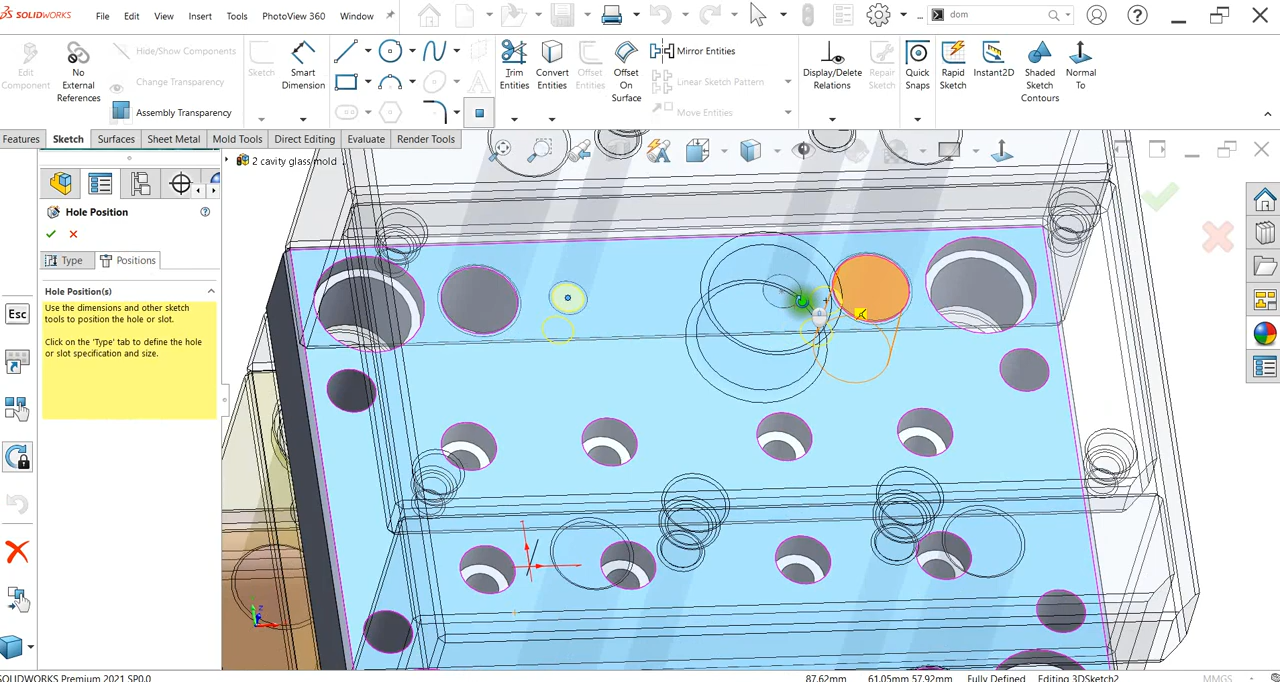 SOLIDWORKS
File
Edit
View
Insert
Tools
PhotoView 360
Window
...
dom
Edit Component
No External References
Hide/Show Components
Change Transparency
Assembly Transparency
Sketch
Smart Dimension
Trim Entities
Convert Entities
Offset Entities
Offset On Surface
Mirror Entities
Linear Sketch Pattern
Move Entities
Display/Delete Relations
Repair Sketch
Quick Snaps
Rapid Sketch
Instant2D
Shaded Sketch Contours
Normal To
Features
Sketch
Surfaces
Sheet Metal
Mold Tools
Direct Editing
Evaluate
Render Tools
2 cavity glass mold
Hole Position
Type
Positions
Hole Position(s)
Use the dimensions and other sketch
tools to position the hole or slot.
Click on the 'Type' tab to define the hole
or slot specification and size.
Esc
SOLIDWORKS Premium 2021 SP0.0
87.62mm
61.05mm 57.92mm
Fully Defined
Editing 3DSketch2
MMGS